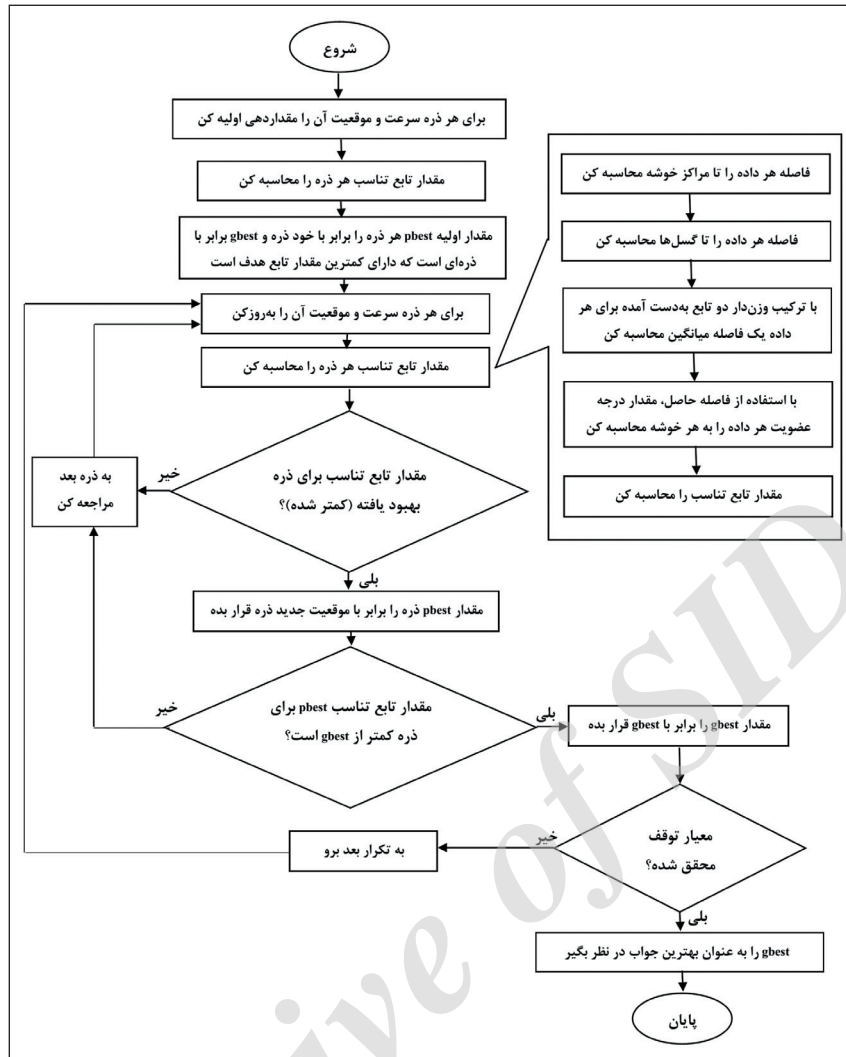 شروع
برای هر ذره سرعت و موقعیت آن را مقداردهی اولیه کن
مقدار تابع تناسب هر ذره را محاسبه کن
مقدار اولیه pbest هر ذره را برابر با خود ذره و gbest برابر با
ذره‌ای است که دارای کمترین مقدار تابع هدف است
برای هر ذره سرعت و موقعیت آن را به‌روزکن
مقدار تابع تناسب هر ذره را محاسبه کن
فاصله هر داده را تا مراکز خوشه محاسبه کن
فاصله هر داده را تا گسل‌ها محاسبه کن
با ترکیب وزن‌دار دو تابع به‌دست آمده برای هر
داده یک فاصله میانگین محاسبه کن
با استفاده از فاصله حاصل، مقدار درجه
عضویت هر داده را به هر خوشه محاسبه کن
مقدار تابع تناسب را محاسبه کن
مقدار تابع تناسب برای ذره
بهبود یافته (کمتر شده)؟
خیر
به ذره بعد
مراجعه کن
بلی
مقدار pbest ذره را برابر با موقعیت جدید ذره قرار بده
مقدار تابع تناسب pbest برای
ذره کمتر از gbest است؟
خیر
بلی
مقدار gbest را برابر با gbest قرار بده
معیار توقف
محقق شده؟
خیر
به تکرار بعد برو
بلی
gbest را به عنوان بهترین جواب در نظر بگیر
پایان
ive of SID